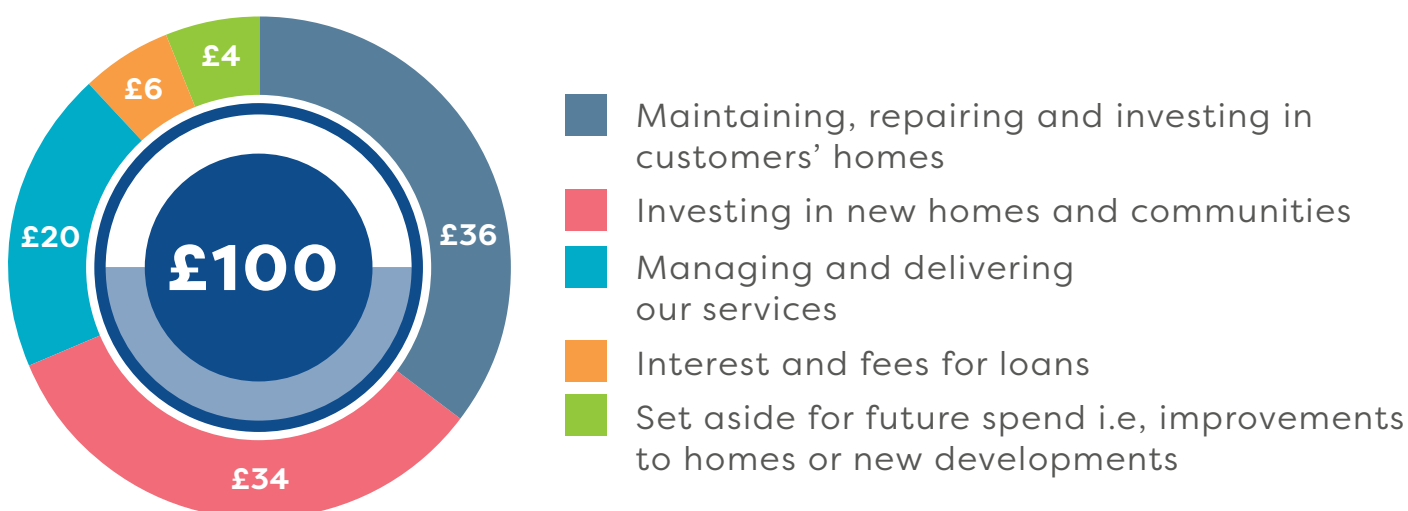 £4
£6
£20
£36
£100
£34
Maintaining, repairing and investing in
customers’ homes
Investing in new homes and communities
Managing and delivering
our services
Interest and fees for loans
Set aside for future spend i.e, improvements
to homes or new developments